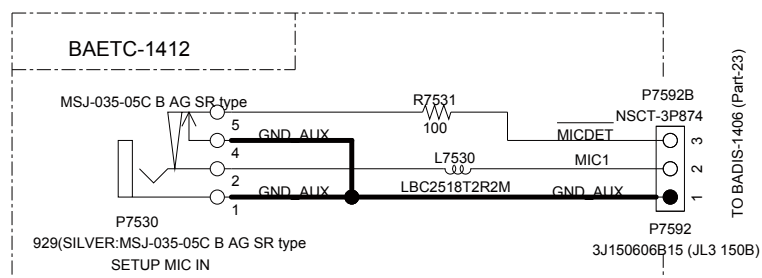 BAETC-1412
MSJ-035-05C B AG SR type
R7531
100
P7592B
NSCT-3P874
5
GND_AUX
4
MICDET
3
L7530
MIC1
2
2
GND_AUX
LBC2518T2R2M
GND_AUX
1
1
P7530
929(SILVER:MSJ-035-05C B AG SR type
SETUP MIC IN
P7592
3J150606B15 (JL3 150B)
TO BADIS-1406 (Part-23)